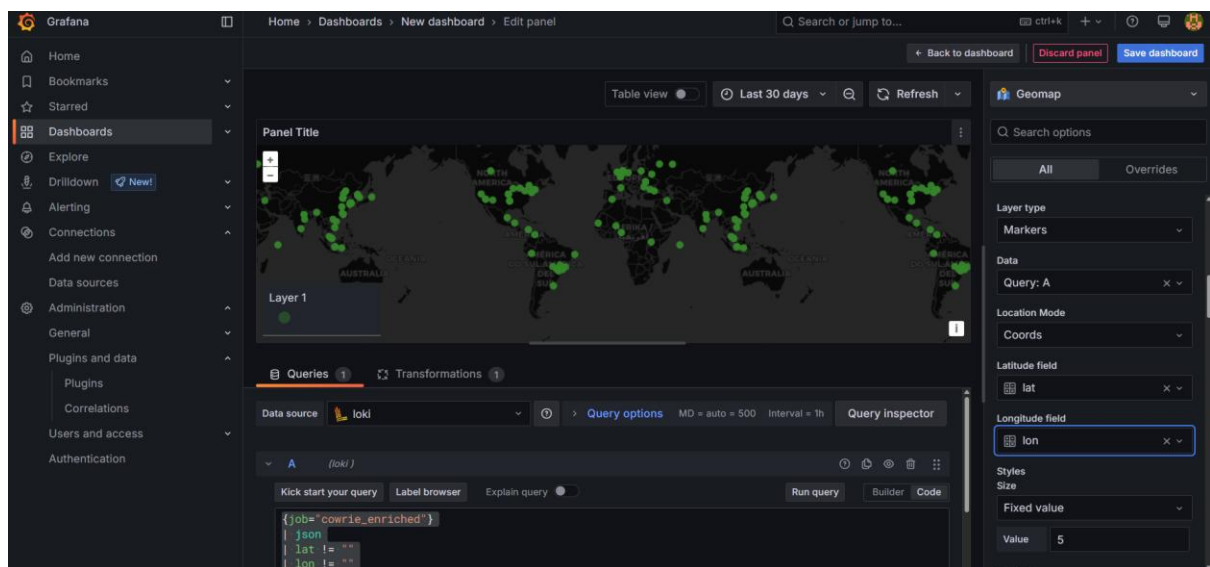 Grafana
Home › Dashboards › New dashboard › Edit panel
Search or jump to...
ctrl+k
Home
Bookmarks
Starred
Dashboards
Explore
Drilldown New!
Alerting
Connections
Add new connection
Data sources
Administration
General
Plugins and data
Plugins
Correlations
Users and access
Authentication
← Back to dashboard
Discard panel
Save dashboard
Table view
Last 30 days
Refresh
Panel Title
+
−
NORTH
AMERICA
OCEANIA
AUSTRALIA
AUSTRALIA
Layer 1
i
Queries 1
Transformations 1
Data source
loki
› Query options MD = auto = 500 Interval = 1h
Query inspector
A (loki)
Kick start your query
Label browser
Explain query
Run query
Builder
Code
{job="cowrie_enriched"}
| json
| lat != ""
| lon != ""
Geomap
Search options
All
Overrides
Layer type
Markers
Data
Query: A
Location Mode
Coords
Latitude field
lat
Longitude field
lon
Styles
Size
Fixed value
Value 5